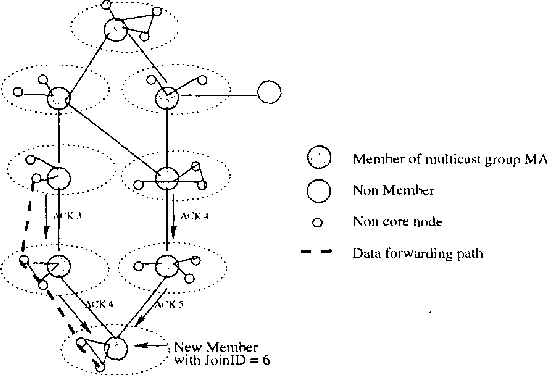 Member of multicast group MA
Non Member
Non core node
Data forwarding path
ACK 3
ACK 4
ACK 4
ACK 5
New Member
with JoinID = 6